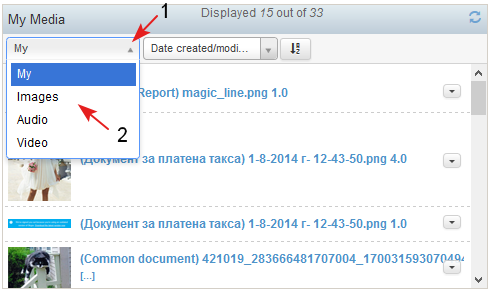 My Media
Displayed 15 out of 33
1
My
Date created/modi...
My
Images
Audio
Video
2
Report) magic_line.png 1.0
(Документ за платена такса) 1-8-2014 г- 12-43-50.png 4.0
(Документ за платена такса) 1-8-2014 г- 12-43-50.png 1.0
(Common document) 421019_283666481707004_170031593070494
[...]